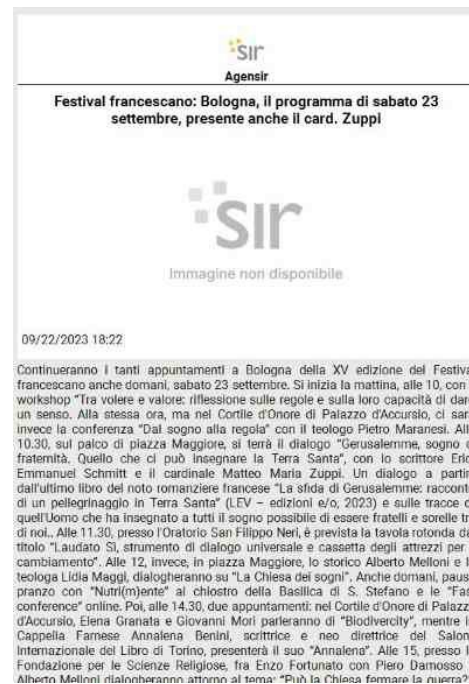 sir
Agensir
Festival francescano: Bologna, il programma di sabato 23
settembre, presente anche il card. Zuppi
sir
Immagine non disponibile
09/22/2023 18:22
Continueranno i tanti appuntamenti a Bologna della XV edizione del Festiva
francescano anche domani, sabato 23 settembre. Si inizia la mattina, alle 10, con
workshop "Tra volere e valore: riflessione sulle regole e sulla loro capacità di dare
un senso. Alla stessa ora, ma nel Cortile d'Onore di Palazzo d'Accursio, ci sar
invece la conferenza "Dal sogno alla regola" con il teologo Pietro Maranesi. All
10.30, sul palco di piazza Maggiore, si terrà il dialogo "Gerusalemme, sogno d
fraternità. Quello che ci può insegnare la Terra Santa", con lo scrittore Eric
Emmanuel Schmitt e il cardinale Matteo Maria Zuppi. Un dialogo a partir
dall'ultimo libro del noto romanziere francese "La sfida di Gerusalemme: racconto
di un pellegrinaggio in Terra Santa" (LEV – edizioni e/o, 2023) e sulle tracce d
quell'Uomo che ha insegnato a tutti il sogno possibile di essere fratelli e sorelle tr
di noi.. Alle 11.30, presso l'Oratorio San Filippo Neri, è prevista la tavola rotonda da
titolo "Laudato Sì, strumento di dialogo universale e cassetta degli attrezzi per i
cambiamento". Alle 12, invece, in piazza Maggiore, lo storico Alberto Melloni e l
teologa Lidia Maggi, dialogheranno su "La Chiesa dei sogni". Anche domani, paus
pranzo con "Nutri(m)ente" al chiostro della Basilica di S. Stefano e le "Fas
conference" online. Poi, alle 14.30, due appuntamenti: nel Cortile d'Onore di Palazz
d'Accursio, Elena Granata e Giovanni Mori parleranno di "Biodivercity", mentre i
Cappella Farnese Annalena Benini, scrittrice e neo direttrice del Salon
Internazionale del Libro di Torino, presenterà il suo "Annalena". Alle 15, presso l
Fondazione per le Scienze Religiose, fra Enzo Fortunato con Piero Damosso
Alberto Melloni dialogheranno attorno al tema: "Può la Chiesa fermare la guerra?